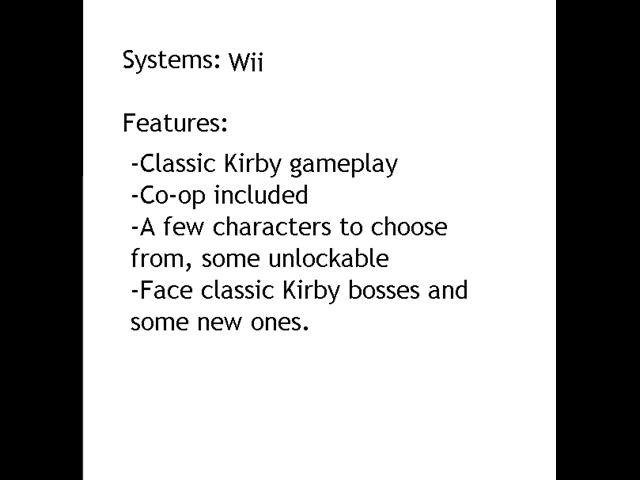 Systems: Wii
Features:
-Classic Kirby gameplay
-Co-op included
-A few characters to choose
from, some unlockable
-Face classic Kirby bosses and
some new ones.